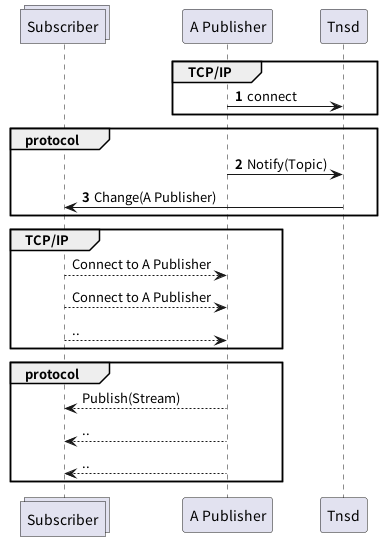 Subscriber A Publisher Tnsd
TCP/IP
1 connect
protocol
2 Notify(Topic)
3 Change(A Publisher)
TCP/IP
Connect to A Publisher
Connect to A Publisher
..
protocol
Publish(Stream)
..
..
Subscriber A Publisher Tnsd